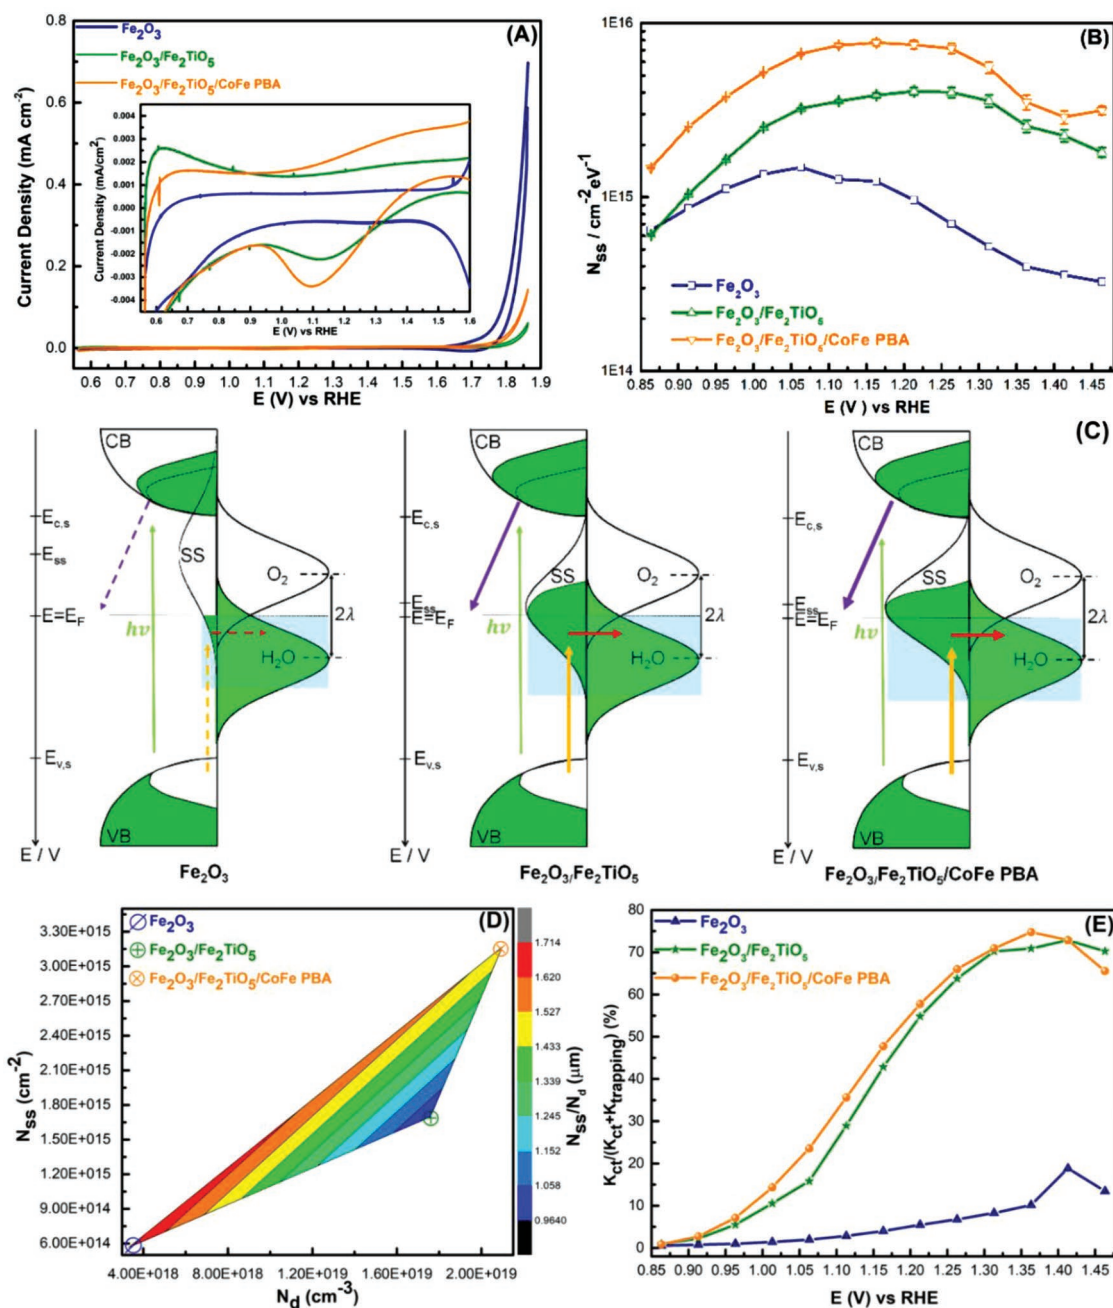 (A)
Fe2O3
Fe2O3/Fe2TiO5
Fe2O3/Fe2TiO5/CoFe PBA
Current Density (mA cm-2)
0.8
0.6
0.4
0.2
0.0
0.6 0.7 0.8 0.9 1.0 1.1 1.2 1.3 1.4 1.5 1.6 1.7 1.8 1.9
E (V) vs RHE
Current Density (mA/cm2)
0.004
0.003
0.002
0.001
0.000
-0.001
-0.002
-0.003
-0.004
0.6 0.7 0.8 0.9 1.0 1.1 1.2 1.3 1.4 1.5 1.6
E (V) vs RHE
(B)
Nss / cm-2eV-1
1E16
1E15
1E14
Fe2O3
Fe2O3/Fe2TiO5
Fe2O3/Fe2TiO5/CoFe PBA
0.85 0.90 0.95 1.00 1.05 1.10 1.15 1.20 1.25 1.30 1.35 1.40 1.45
E (V ) vs RHE
(C)
CB
Ec,s
Ess
E=EF
Ev,s
E / V
SS
hν
O2
2λ
H2O
VB
Fe2O3
CB
Ec,s
Ess
E=EF
Ev,s
E / V
SS
hν
O2
2λ
H2O
VB
Fe2O3/Fe2TiO5
CB
Ec,s
Ess
E=EF
Ev,s
E / V
SS
hν
O2
2λ
H2O
VB
Fe2O3/Fe2TiO5/CoFe PBA
(D)
Fe2O3
Fe2O3/Fe2TiO5
Fe2O3/Fe2TiO5/CoFe PBA
Nss (cm-2)
3.30E+015
3.00E+015
2.70E+015
2.40E+015
2.10E+015
1.80E+015
1.50E+015
1.20E+015
9.00E+014
6.00E+014
4.00E+018 8.00E+018 1.20E+019 1.60E+019 2.00E+019
Nd (cm-3)
1.714
1.620
1.527
1.433
1.339
1.245
1.152
1.058
0.9640
Nss/Nd (μm)
(E)
Fe2O3
Fe2O3/Fe2TiO5
Fe2O3/Fe2TiO5/CoFe PBA
Kct/(Kct+Ktrapping) (%)
80
70
60
50
40
30
20
10
0
0.85 0.90 0.95 1.00 1.05 1.10 1.15 1.20 1.25 1.30 1.35 1.40 1.45
E (V) vs RHE